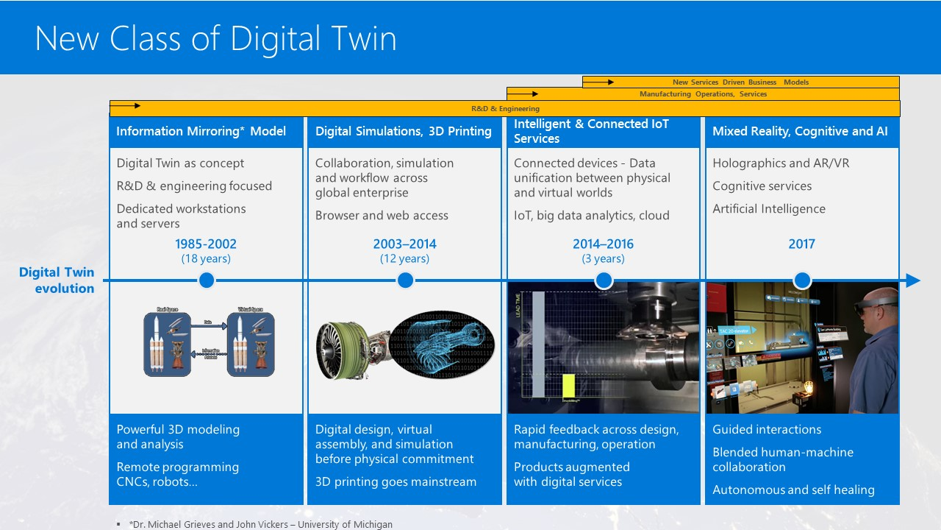 New Class of Digital Twin
New Services Driven Business Models
Manufacturing Operations, Services
R&D & Engineering
Information Mirroring* Model
Digital Twin as concept
R&D & engineering focused
Dedicated workstations
and servers
1985-2002
(18 years)
Digital Simulations, 3D Printing
Collaboration, simulation
and workflow across
global enterprise
Browser and web access
2003–2014
(12 years)
Intelligent & Connected IoT
Services
Connected devices - Data
unification between physical
and virtual worlds
IoT, big data analytics, cloud
2014–2016
(3 years)
Mixed Reality, Cognitive and AI
Holographics and AR/VR
Cognitive services
Artificial Intelligence
2017
Digital Twin
evolution
Real Space
Virtual Space
Data
LEAD TIME
Powerful 3D modeling
and analysis
Remote programming
CNCs, robots...
Digital design, virtual
assembly, and simulation
before physical commitment
3D printing goes mainstream
Rapid feedback across design,
manufacturing, operation
Products augmented
with digital services
Guided interactions
Blended human-machine
collaboration
Autonomous and self healing
• *Dr. Michael Grieves and John Vickers – University of Michigan